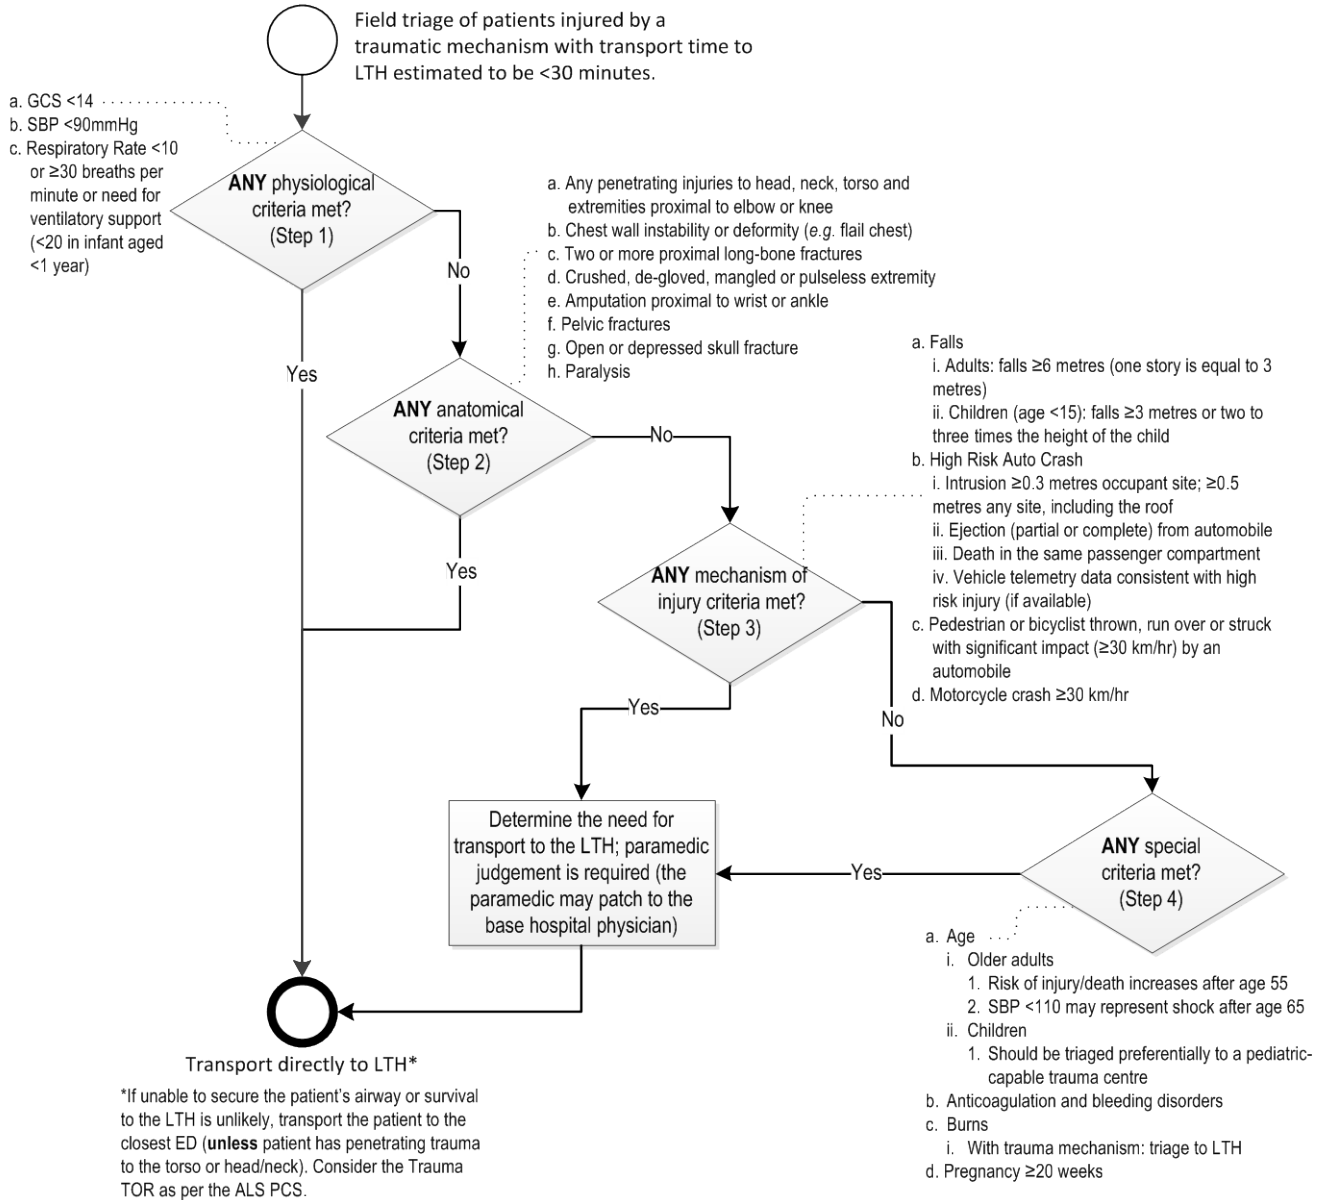 Field triage of patients injured by a
traumatic mechanism with transport time to
LTH estimated to be <30 minutes.
a. GCS <14
b. SBP <90mmHg
c. Respiratory Rate <10
or ≥30 breaths per
minute or need for
ventilatory support
(<20 in infant aged
<1 year)
ANY physiological
criteria met?
(Step 1)
No
Yes
a. Any penetrating injuries to head, neck, torso and
extremities proximal to elbow or knee
b. Chest wall instability or deformity (e.g. flail chest)
c. Two or more proximal long-bone fractures
d. Crushed, de-gloved, mangled or pulseless extremity
e. Amputation proximal to wrist or ankle
f. Pelvic fractures
g. Open or depressed skull fracture
h. Paralysis
ANY anatomical
criteria met?
(Step 2)
No
Yes
a. Falls
i. Adults: falls ≥6 metres (one story is equal to 3
metres)
ii. Children (age <15): falls ≥3 metres or two to
three times the height of the child
b. High Risk Auto Crash
i. Intrusion ≥0.3 metres occupant site; ≥0.5
metres any site, including the roof
ii. Ejection (partial or complete) from automobile
iii. Death in the same passenger compartment
iv. Vehicle telemetry data consistent with high
risk injury (if available)
c. Pedestrian or bicyclist thrown, run over or struck
with significant impact (≥30 km/hr) by an
automobile
d. Motorcycle crash ≥30 km/hr
ANY mechanism of
injury criteria met?
(Step 3)
Yes
No
Determine the need for
transport to the LTH; paramedic
judgement is required (the
paramedic may patch to the
base hospital physician)
Yes
ANY special
criteria met?
(Step 4)
a. Age
i. Older adults
1. Risk of injury/death increases after age 55
2. SBP <110 may represent shock after age 65
ii. Children
1. Should be triaged preferentially to a pediatric-
capable trauma centre
b. Anticoagulation and bleeding disorders
c. Burns
i. With trauma mechanism: triage to LTH
d. Pregnancy ≥20 weeks
Transport directly to LTH*
*If unable to secure the patient's airway or survival
to the LTH is unlikely, transport the patient to the
closest ED (unless patient has penetrating trauma
to the torso or head/neck). Consider the Trauma
TOR as per the ALS PCS.